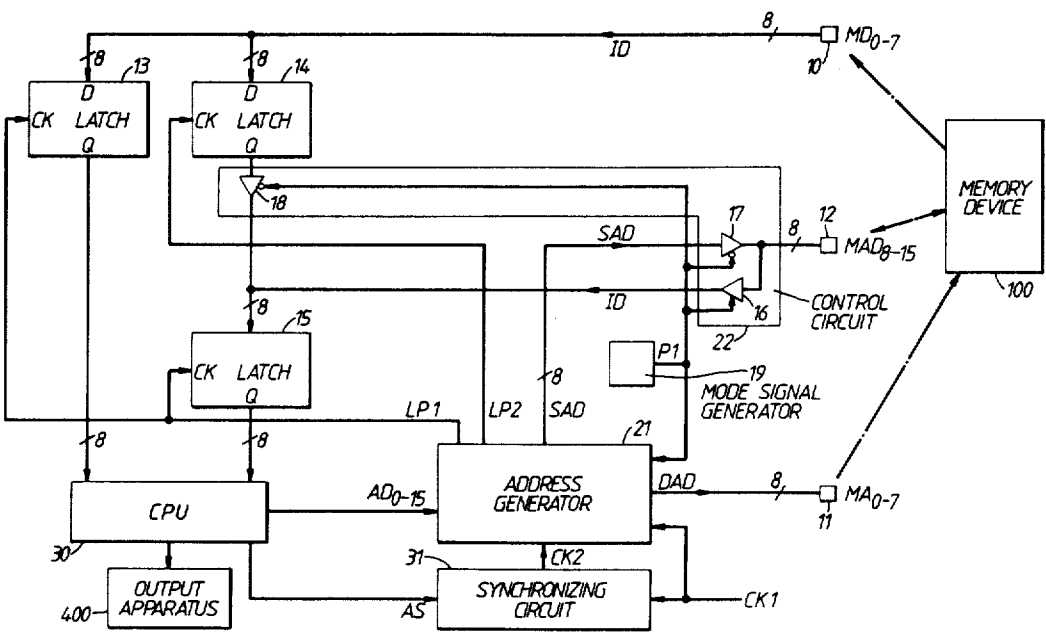 8
ID
10
MD0-7
8
8
13
14
D
CK LATCH
Q
D
CK LATCH
Q
MEMORY
DEVICE
100
18
17
12
SAD
8
MAD8-15
ID
16
CONTROL
CIRCUIT
22
8
15
CK LATCH
Q
P1
19
MODE SIGNAL
GENERATOR
8
LP1
LP2
SAD
21
8
8
ADDRESS
GENERATOR
DAD
8
MA0-7
11
CPU
30
AD0-15
CK2
31
SYNCHRONIZING
CIRCUIT
CK1
AS
OUTPUT
APPARATUS
400